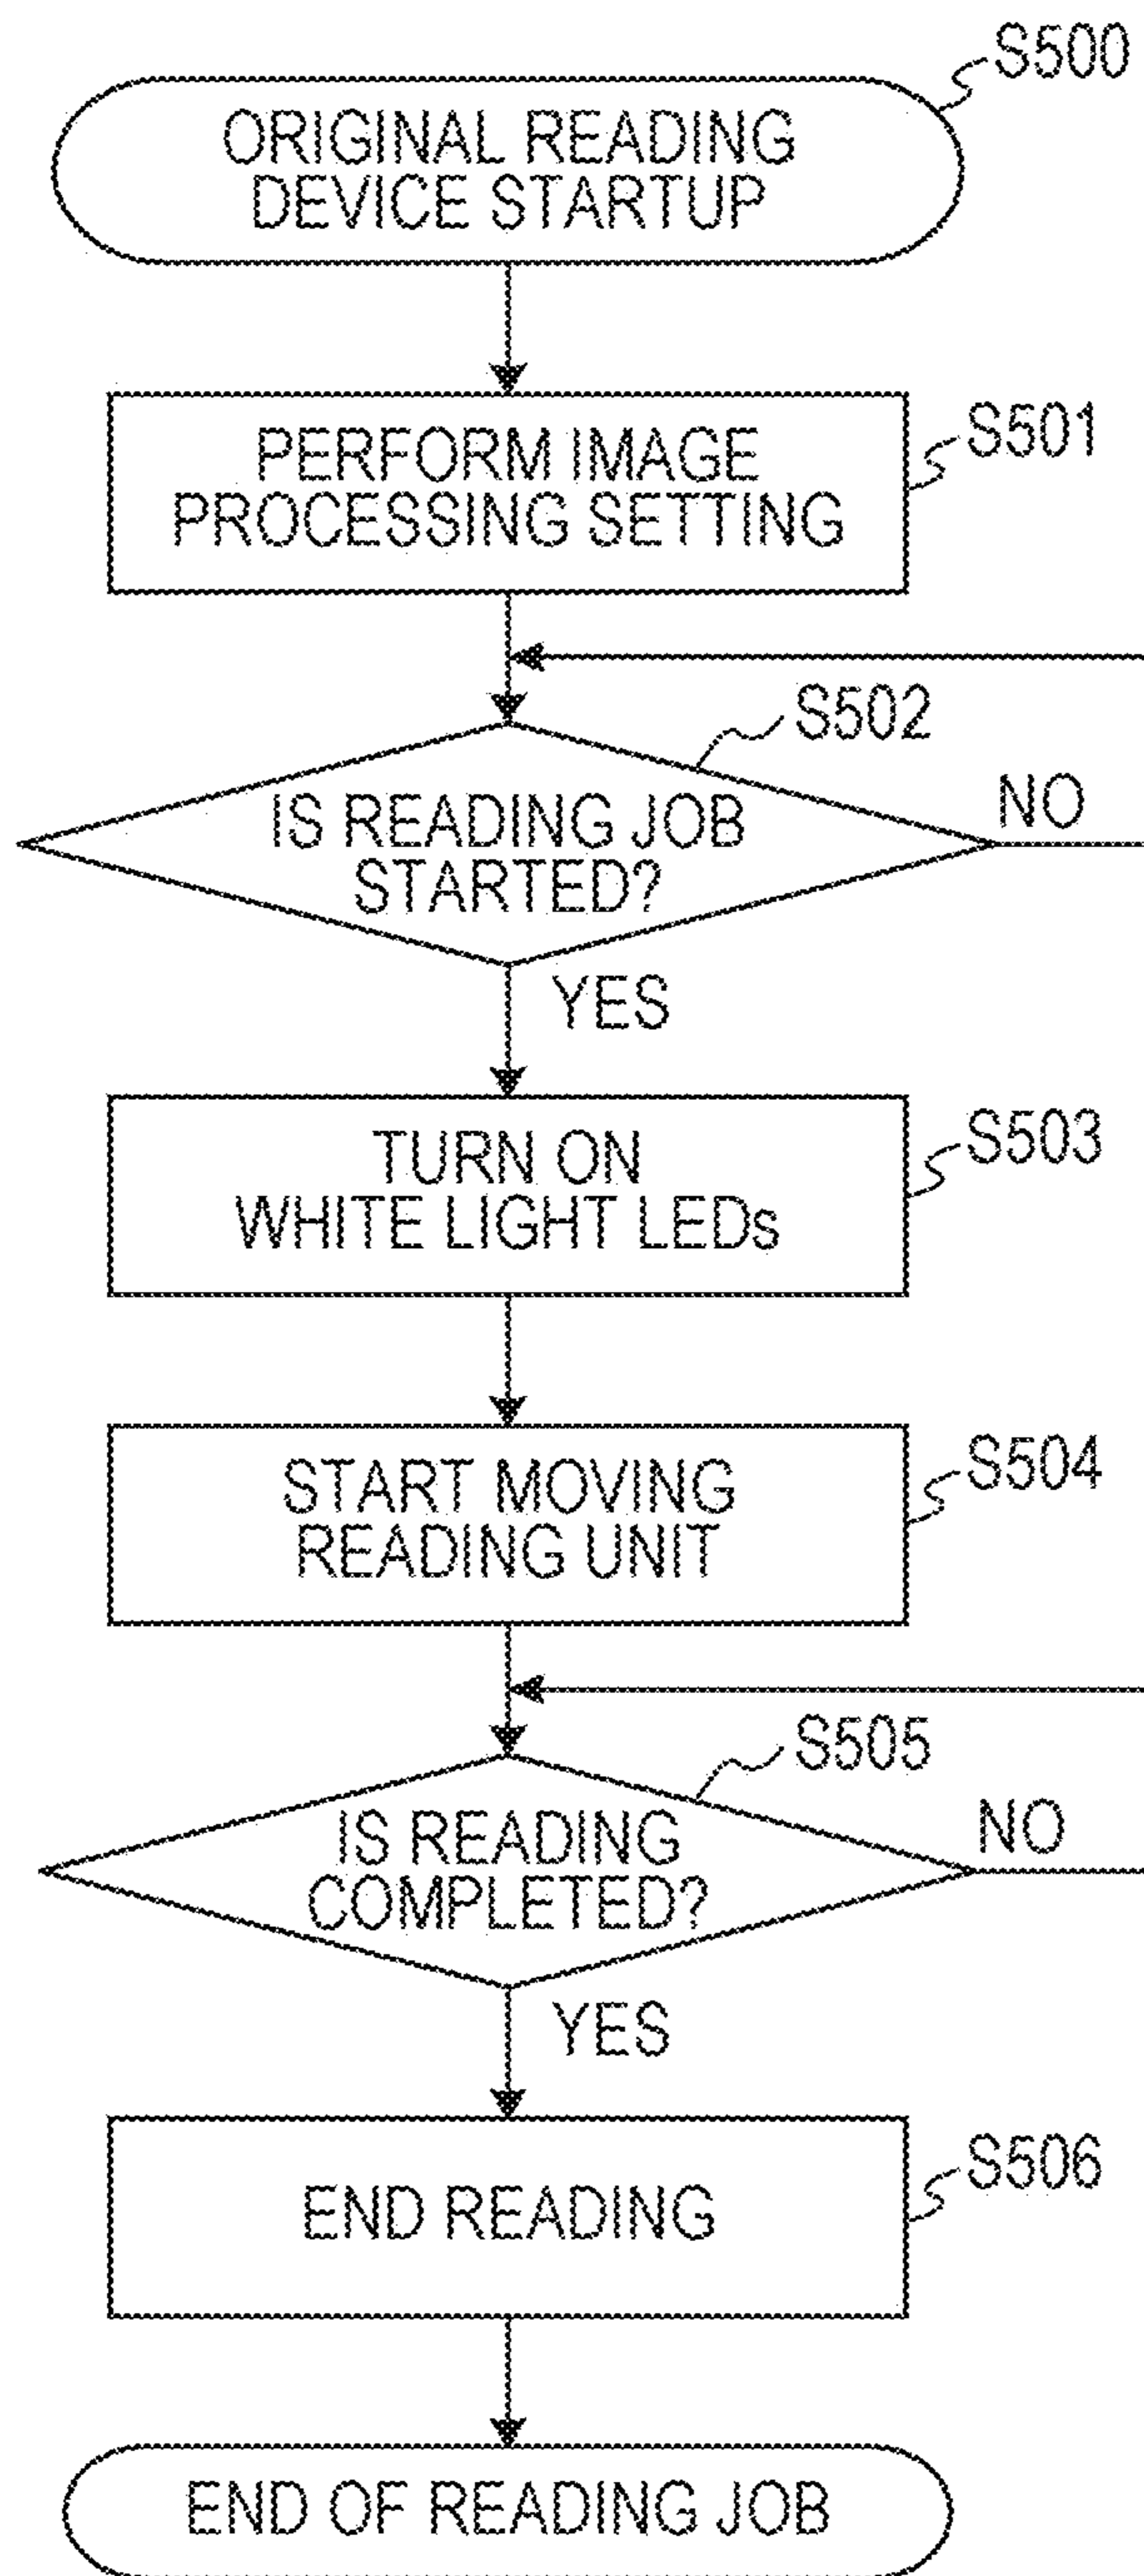 S500
ORIGINAL READING
DEVICE STARTUP
S501
PERFORM IMAGE
PROCESSING SETTING
S502
IS READING JOB
STARTED?
NO
YES
S503
TURN ON
WHITE LIGHT LEDs
S504
START MOVING
READING UNIT
S505
IS READING
COMPLETED?
NO
YES
S506
END READING
END OF READING JOB